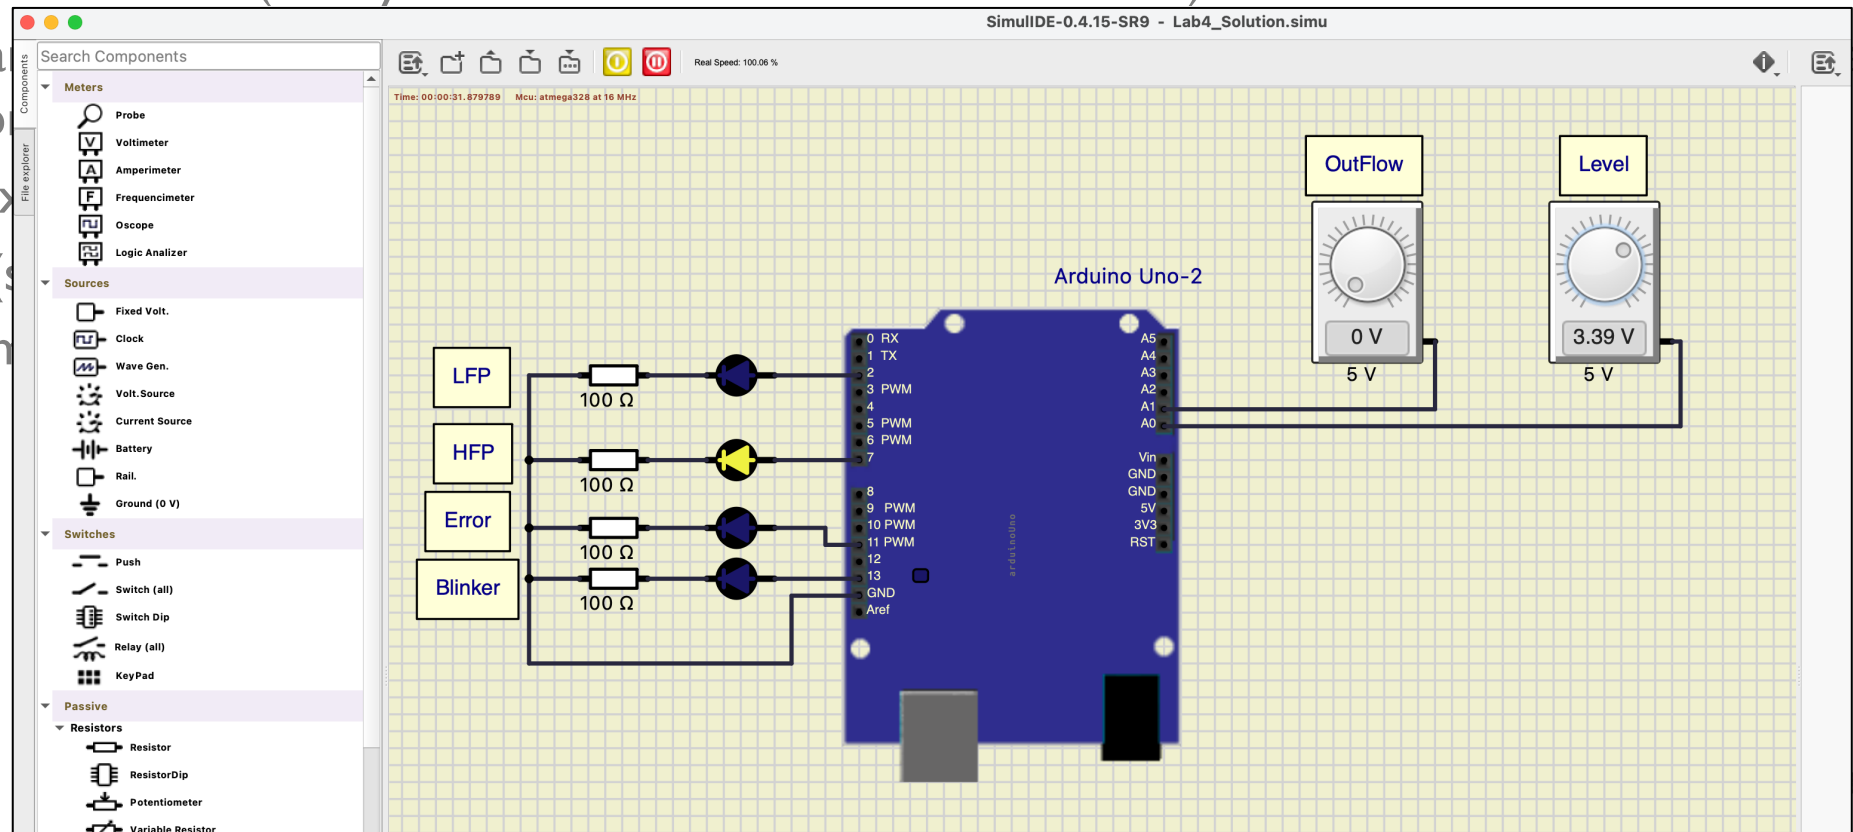 SimulIDE-0.4.15-SR9 - Lab4_Solution.simu
Components
File explorer
Search Components
Real Speed: 100.06 %
Meters
Probe
Voltimeter
Amperimeter
Frequencimeter
Oscope
Logic Analizer
Sources
Fixed Volt.
Clock
Wave Gen.
Volt.Source
Current Source
Battery
Rail.
Ground (0 V)
Switches
Push
Switch (all)
Switch Dip
Relay (all)
KeyPad
Passive
Resistors
Resistor
ResistorDip
Potentiometer
Variable Resistor
Time: 00:00:31.879789 Mcu: atmega328 at 16 MHz
OutFlow
Level
0 V
3.39 V
5 V
5 V
Arduino Uno-2
LFP
HFP
Error
Blinker
100 Ω
100 Ω
100 Ω
100 Ω
0 RX
1 TX
2
3 PWM
4
5 PWM
6 PWM
7
8
9 PWM
10 PWM
11 PWM
12
13
GND
Aref
arduinoUno
A5
A4
A3
A2
A1
A0
Vin
GND
GND
5V
3V3
RST